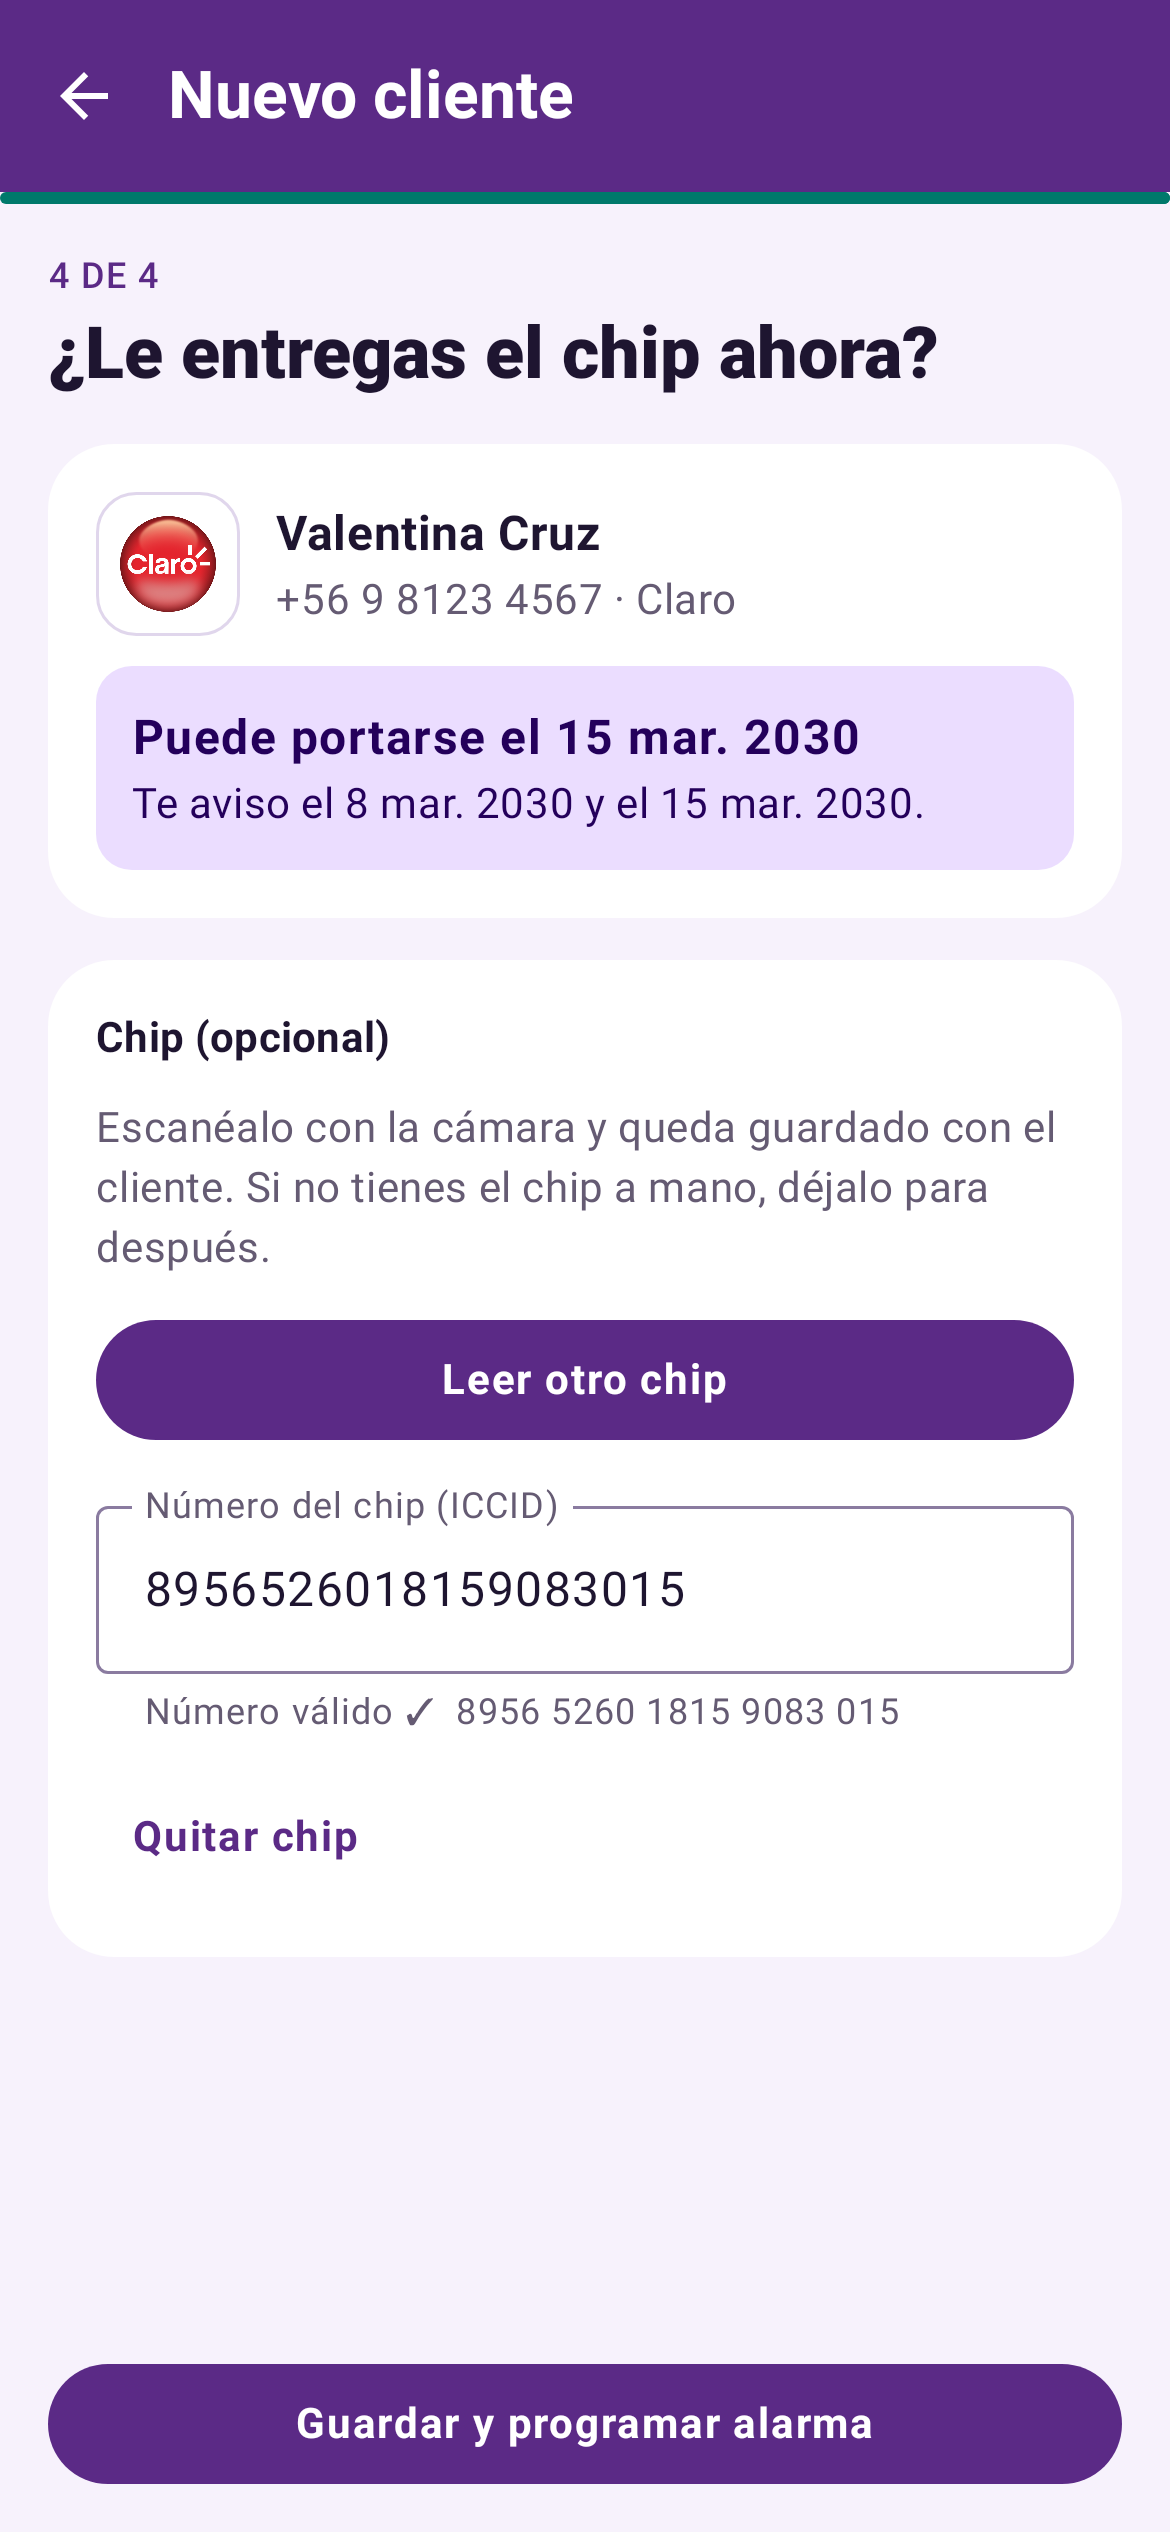 Nuevo cliente
4 DE 4
¿Le entregas el chip ahora?
Claro
Valentina Cruz
+56 9 8123 4567 · Claro
Puede portarse el 15 mar. 2030
Te aviso el 8 mar. 2030 y el 15 mar. 2030.
Chip (opcional)
Escanéalo con la cámara y queda guardado con el
cliente. Si no tienes el chip a mano, déjalo para
después.
Leer otro chip
Número del chip (ICCID)
8956526018159083015
Número válido ✓ 8956 5260 1815 9083 015
Quitar chip
Guardar y programar alarma